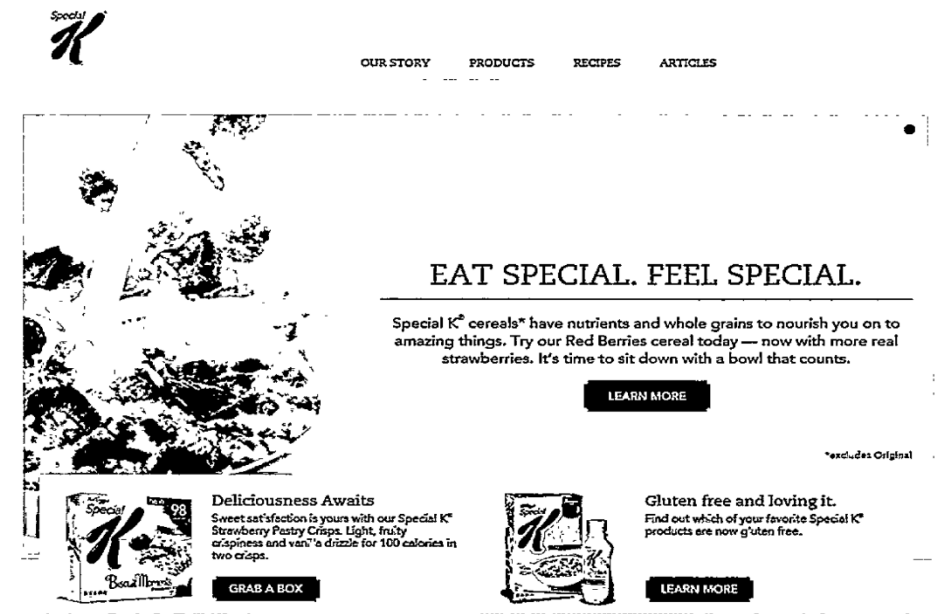 Special
K
OUR STORY PRODUCTS RECIPES ARTICLES
EAT SPECIAL. FEEL SPECIAL.
Special K® cereals* have nutrients and whole grains to nourish you on to
amazing things. Try our Red Berries cereal today — now with more real
strawberries. It's time to sit down with a bowl that counts.
LEARN MORE
*excludes Original
Special
K
98
Deliciousness Awaits
Sweet satisfaction is yours with our Special K®
Strawberry Pastry Crisps. Light, fruity
crispiness and vanilla drizzle for 100 calories in
two crisps.
GRAB A BOX
Special
K
Gluten free and loving it.
Find out which of your favorite Special K®
products are now gluten free.
LEARN MORE